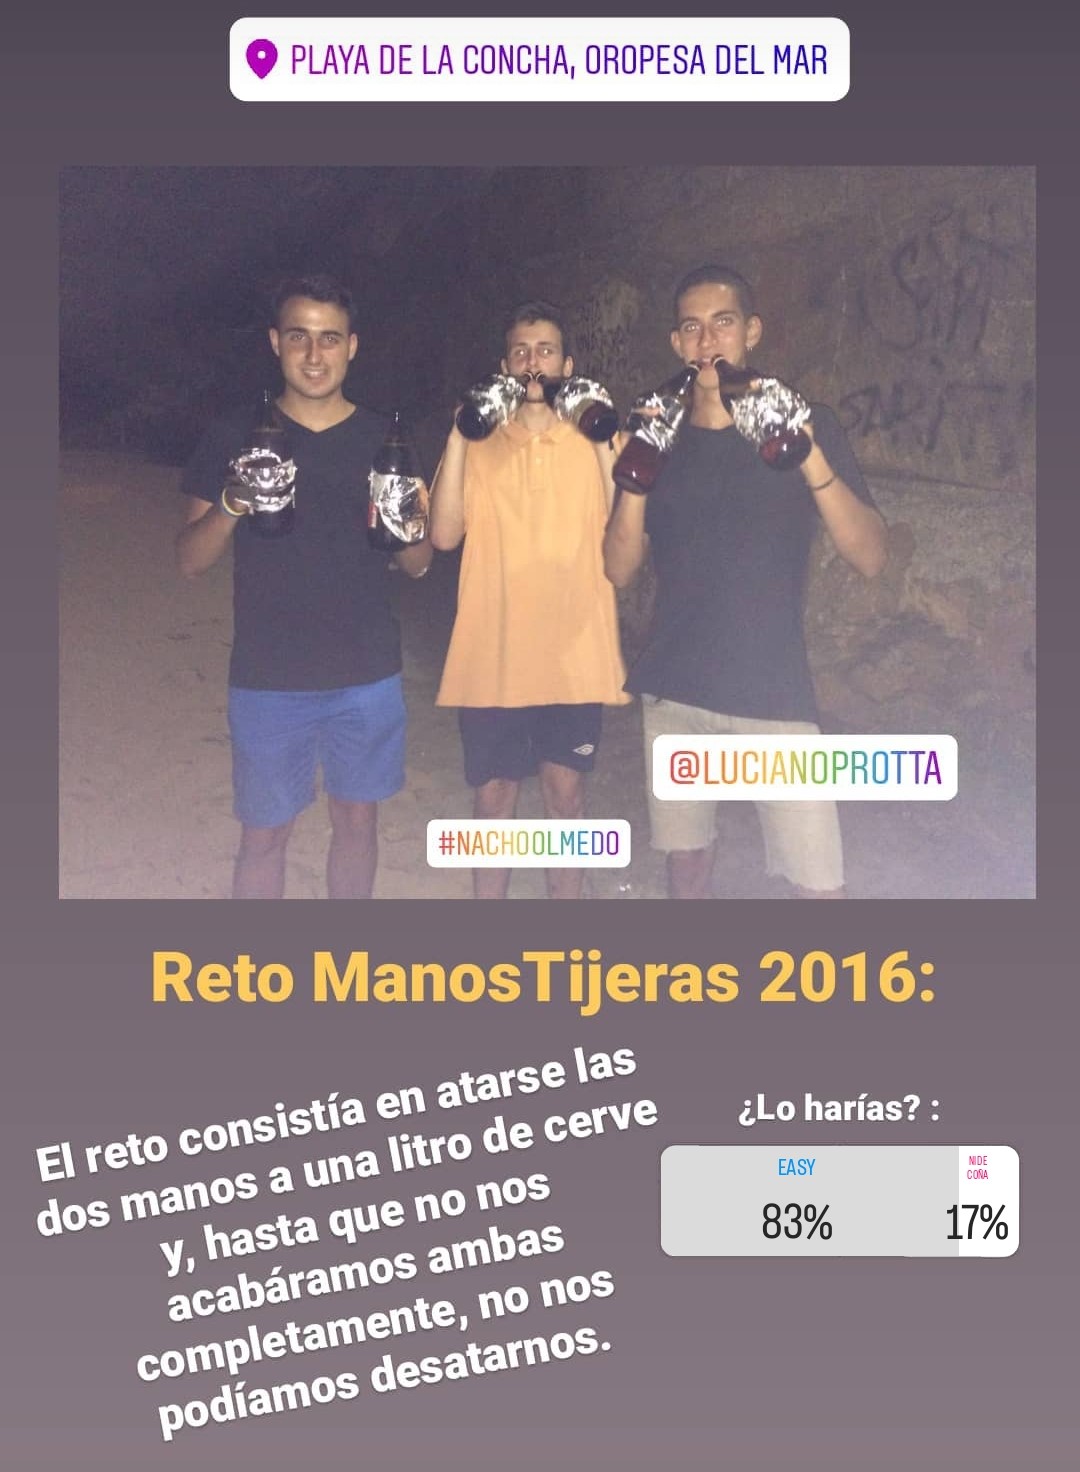 PLAYA DE LA CONCHA, OROPESA DEL MAR
@LUCIANOPROTTA
#NACHOOLMEDO
Reto ManosTijeras 2016:
El reto consistía en atarse las
dos manos a una litro de cerve
y, hasta que no nos
acabáramos ambas
completamente, no nos
podíamos desatarnos.
¿Lo harías? :
EASY
83%
NI DE
COÑA
17%